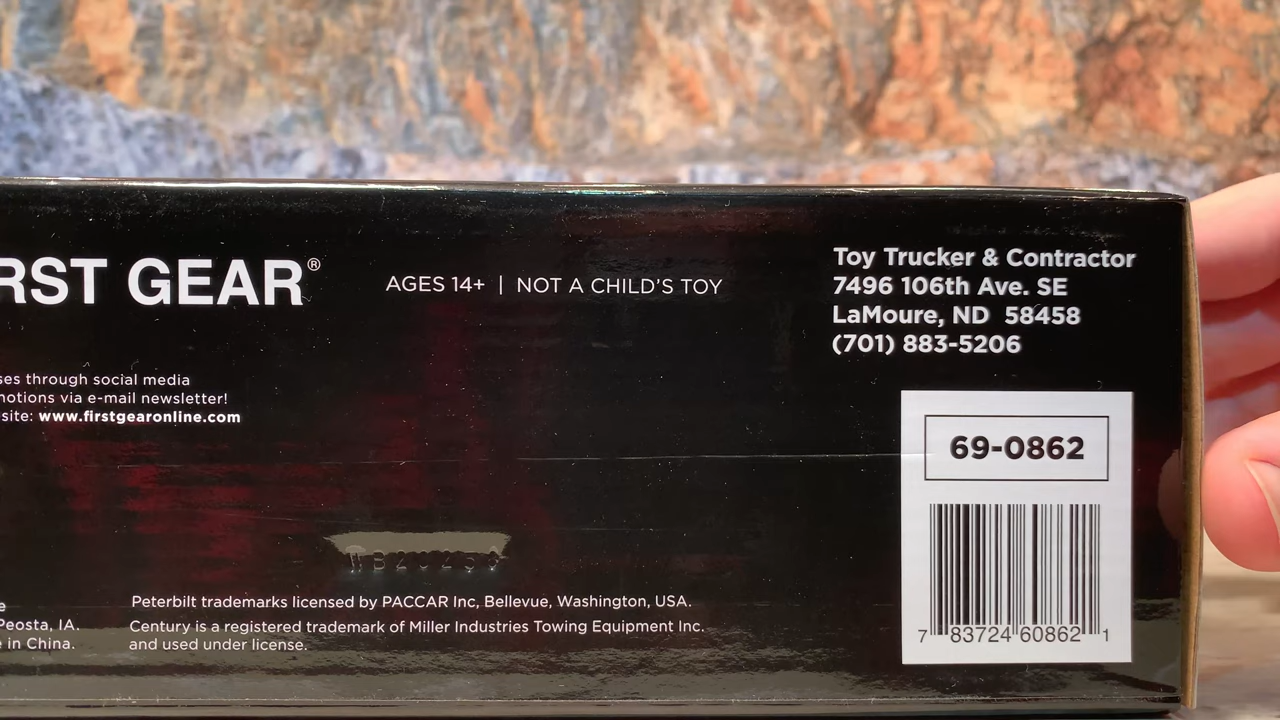 RST GEAR®
AGES 14+ | NOT A CHILD'S TOY
Toy Trucker & Contractor
7496 106th Ave. SE
LaMoure, ND 58458
(701) 883-5206
ses through social media
notions via e-mail newsletter!
site: www.firstgearonline.com
69-0862
Peterbilt trademarks licensed by PACCAR Inc, Bellevue, Washington, USA.
Century is a registered trademark of Miller Industries Towing Equipment Inc.
and used under license.
e
Peosta, IA.
in China.
7 83724 60862 1